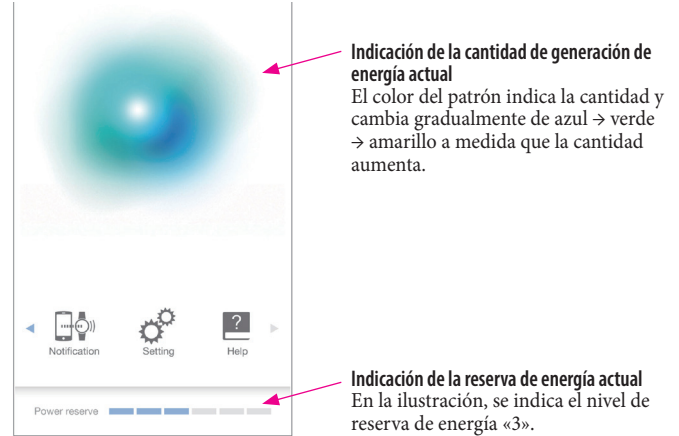 Indicación de la cantidad de generación de
energía actual
El color del patrón indica la cantidad y
cambia gradualmente de azul → verde
→ amarillo a medida que la cantidad
aumenta.
?
Notification
Setting
Help
Indicación de la reserva de energía actual
En la ilustración, se indica el nivel de
reserva de energía «3».
Power reserve